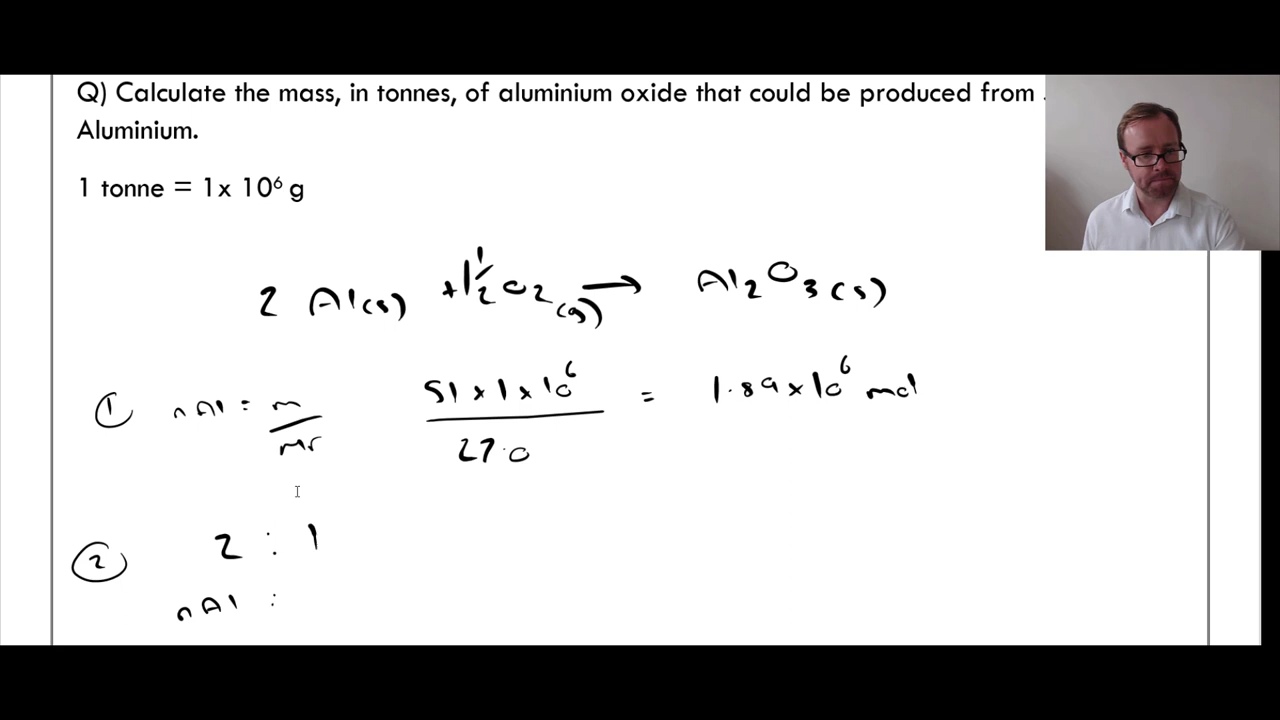 Q) Calculate the mass, in tonnes, of aluminium oxide that could be produced from
Aluminium.
1 tonne = 1x 10⁶ g
2 Al(s) + 1½O₂(g) → Al₂O₃(s)
① nAl = m/Mr 51 x 1 x 10⁶/27.0 = 1.89 x 10⁶ mol
② 2 : 1
nAl :